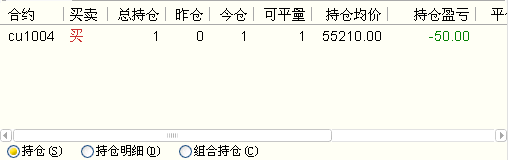 合约 买卖 总持仓 昨仓 今仓 可平量 持仓均价 持仓盈亏 平
cu1004 买 1 0 1 1 55210.00 -50.00
持仓(S) 持仓明细(D) 组合持仓(C)